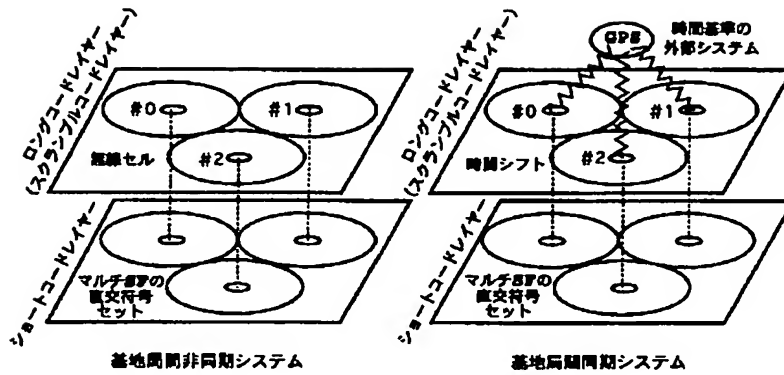 ロングコードレイヤー
(スクランブルコードレイヤー)
#0
#1
#2
無線セル
ショートコードレイヤー
マルチSFの
直交符号
セット
基地局間非同期システム
GPS
時間基準の
外部システム
ロングコードレイヤー
(スクランブルコードレイヤー)
#0
#1
#2
時間シフト
ショートコードレイヤー
マルチSFの
直交符号
セット
基地局間同期システム